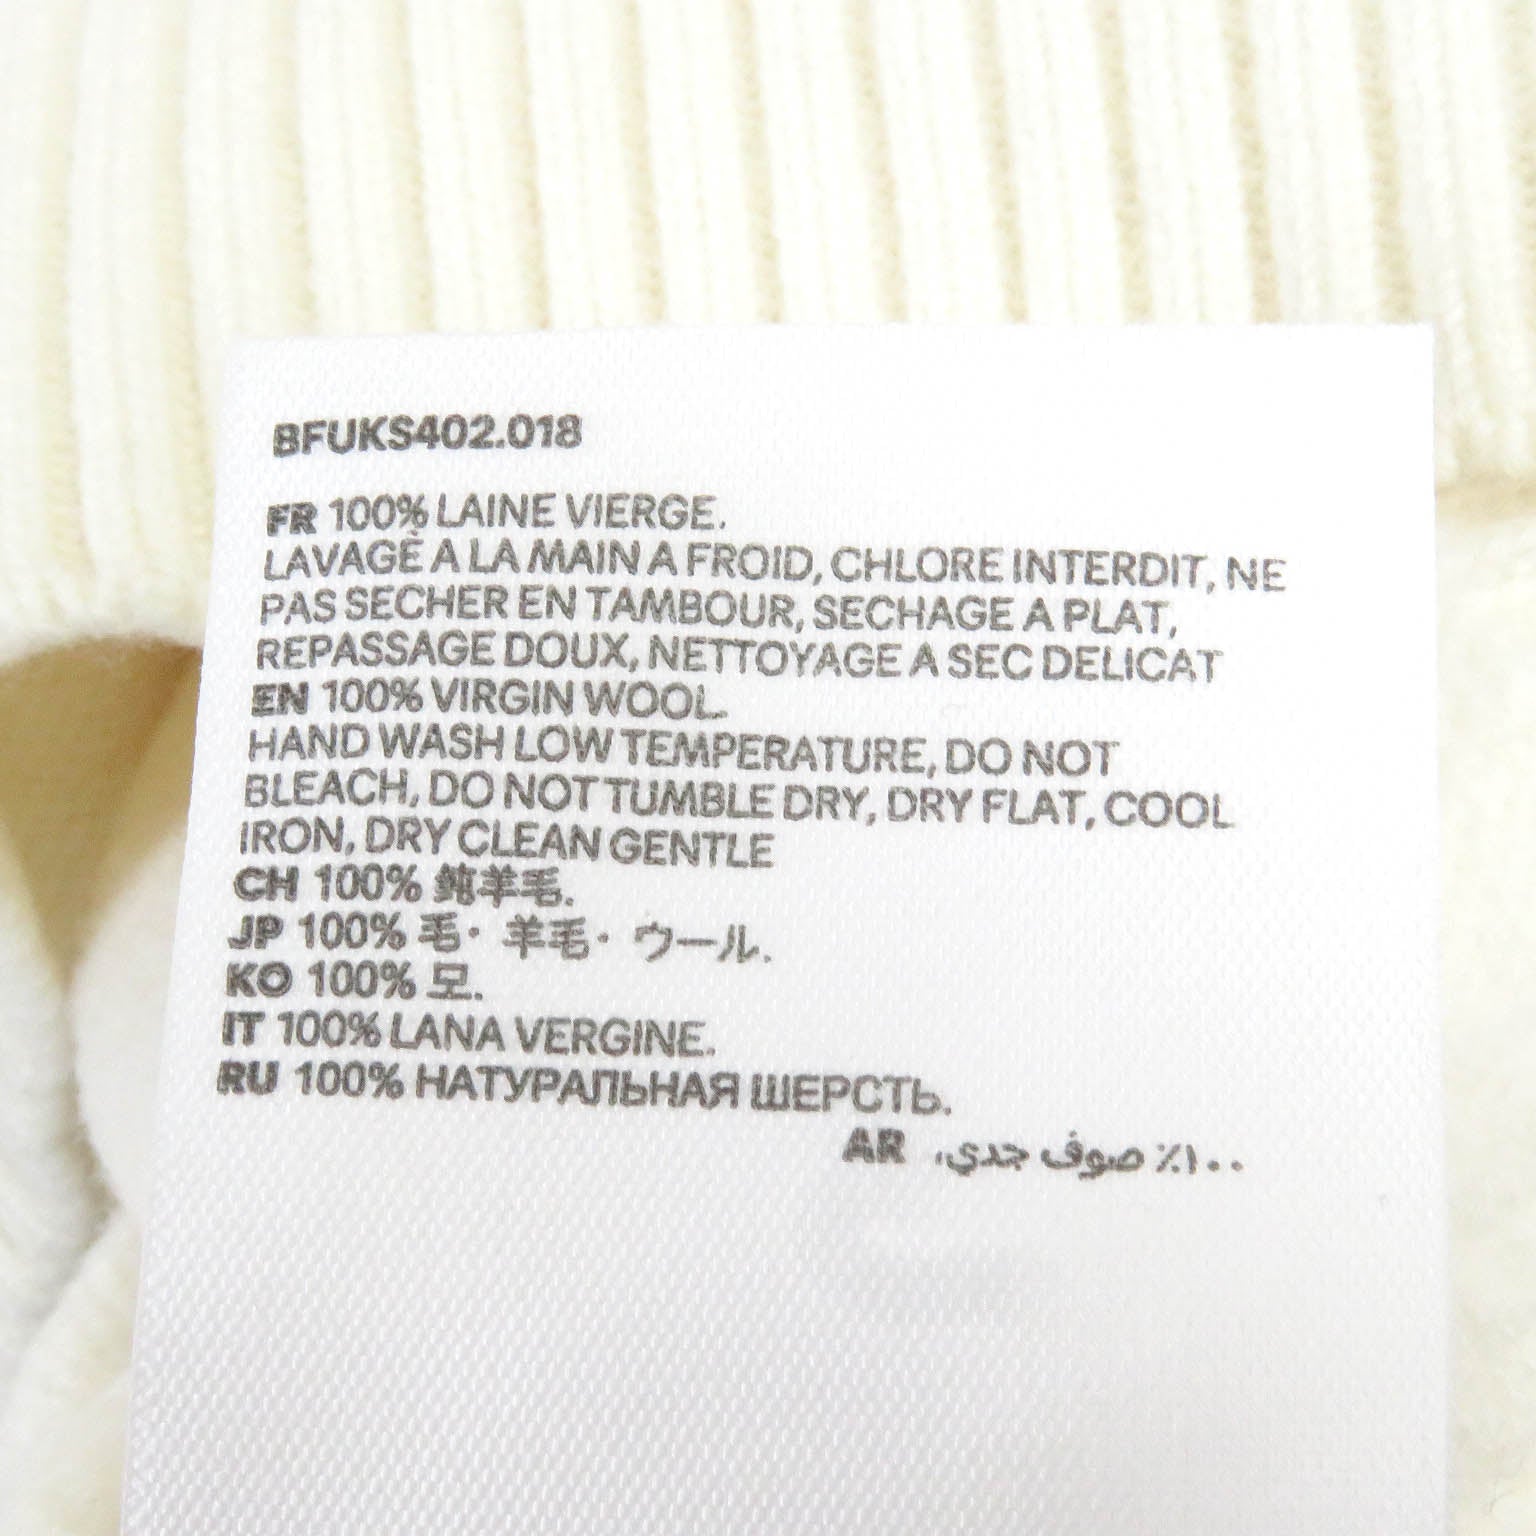 BFUKS402.018
FR 100% LAINE VIERGE.
LAVAGE À LA MAIN A FROID, CHLORE INTERDIT, NE
PAS SECHER EN TAMBOUR, SECHAGE A PLAT,
REPASSAGE DOUX, NETTOYAGE A SEC DELICAT
EN 100% VIRGIN WOOL.
HAND WASH LOW TEMPERATURE, DO NOT
BLEACH, DO NOT TUMBLE DRY, DRY FLAT, COOL
IRON, DRY CLEAN GENTLE
CH 100% 純羊毛.
JP 100% 毛・羊毛・ウール.
KO 100% 모.
IT 100% LANA VERGINE.
RU 100% НАТУРАЛЬНАЯ ШЕРСТЬ.
AR ١٠٠٪ صوف جدي.